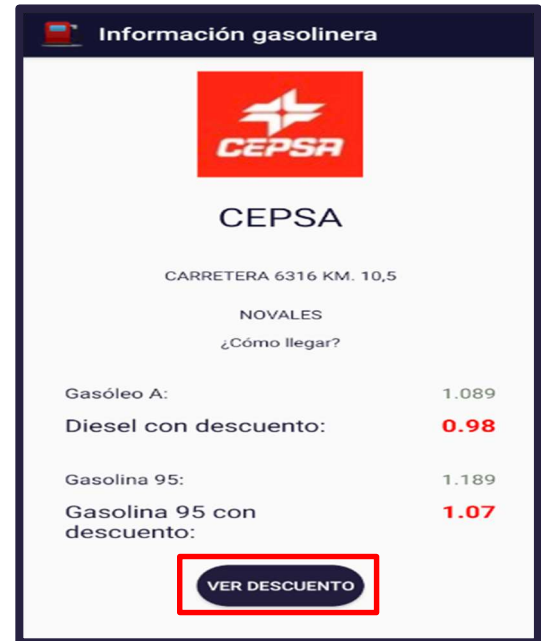 Información gasolinera
CEPSA
CEPSA
CARRETERA 6316 KM. 10,5
NOVALES
¿Cómo llegar?
Gasóleo A: 1.089
Diesel con descuento: 0.98
Gasolina 95: 1.189
Gasolina 95 con 1.07
descuento:
VER DESCUENTO